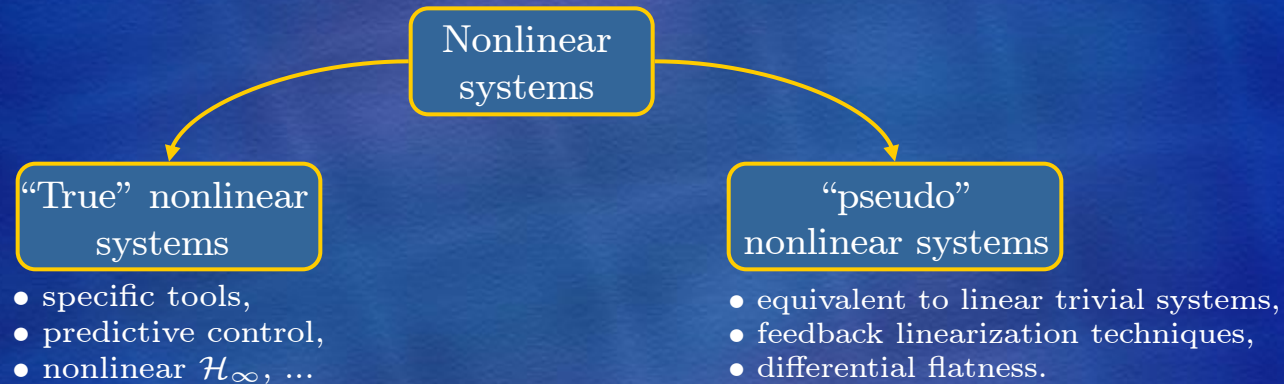 Nonlinear
systems
“True” nonlinear
systems
• specific tools,
• predictive control,
• nonlinear ℋ∞, ...
“pseudo”
nonlinear systems
• equivalent to linear trivial systems,
• feedback linearization techniques,
• differential flatness.